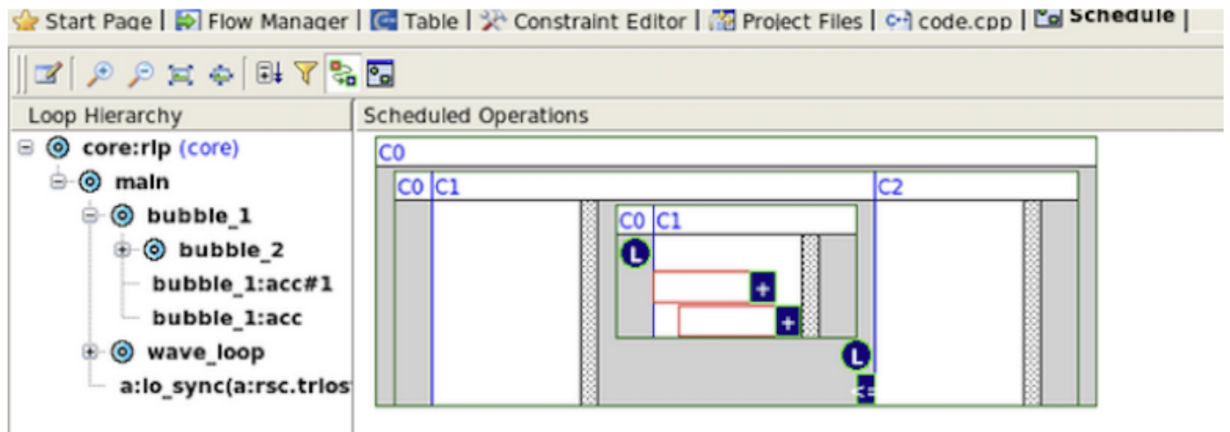 Start Page | Flow Manager | Table | Constraint Editor | Project Files | code.cpp | Schedule |
Loop Hierarchy
Scheduled Operations
core:rlp (core)
main
bubble_1
bubble_2
bubble_1:acc#1
bubble_1:acc
wave_loop
a:io_sync(a:rsc.trios
C0
C0 C1 C2
C0 C1
L
+
+
L